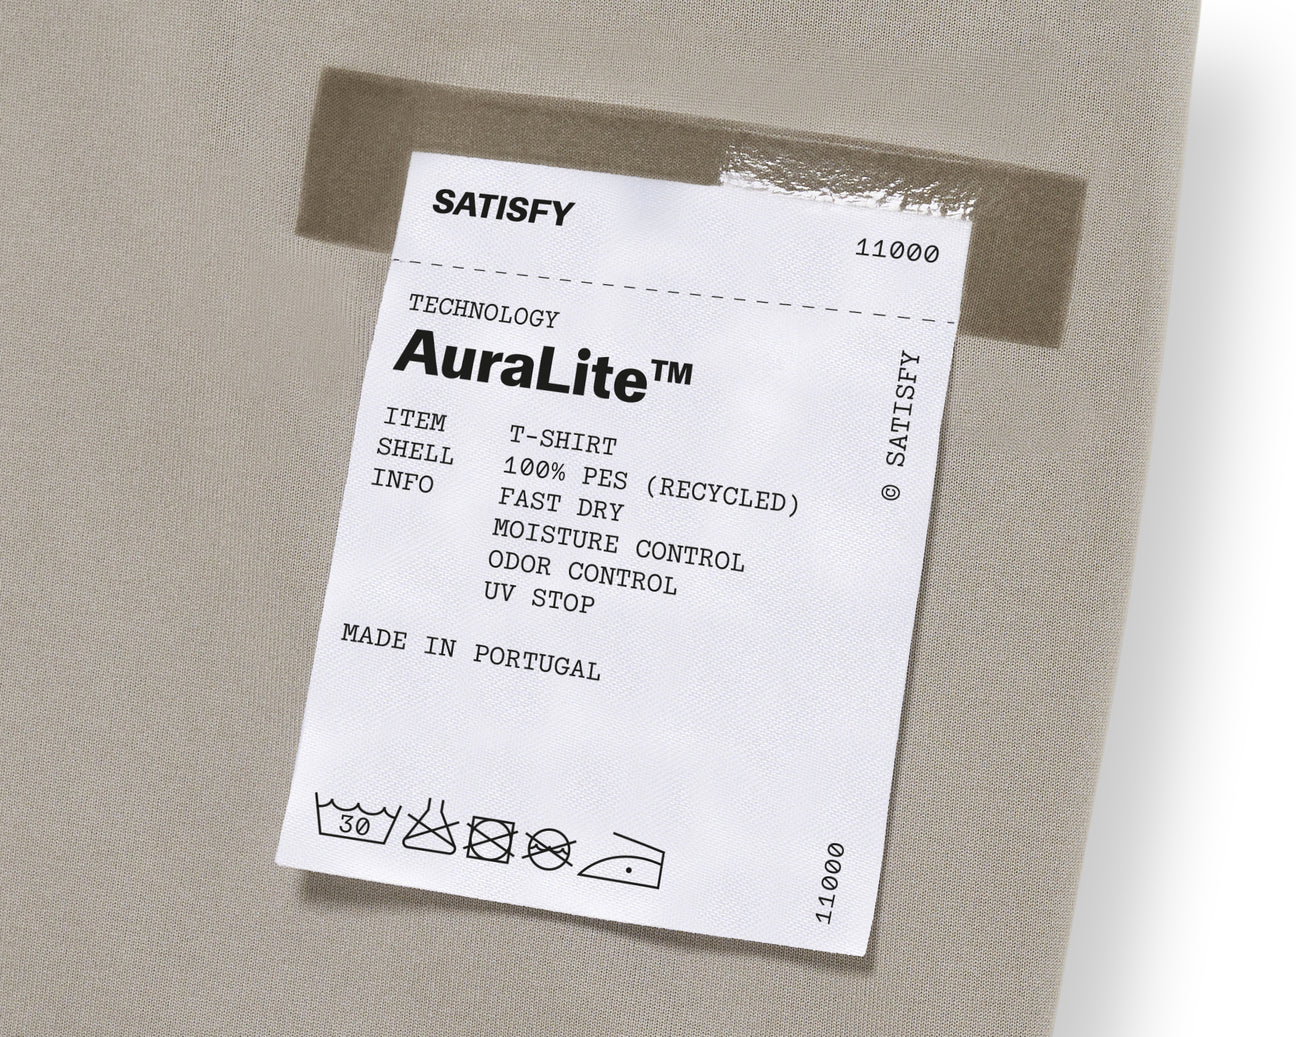 SATISFY
11000
TECHNOLOGY
AuraLite™
ITEM T-SHIRT
SHELL 100% PES (RECYCLED)
INFO FAST DRY
MOISTURE CONTROL
ODOR CONTROL
UV STOP
MADE IN PORTUGAL
© SATISFY
30
11000